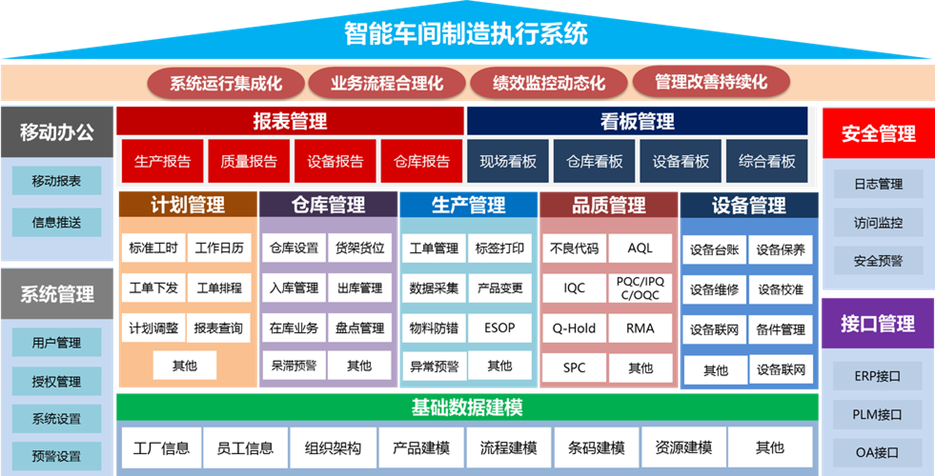 智能车间制造执行系统
系统运行集成化
业务流程合理化
绩效监控动态化
管理改善持续化
移动办公
移动报表
信息推送
系统管理
用户管理
授权管理
系统设置
预警设置
报表管理
生产报告
质量报告
设备报告
仓库报告
看板管理
现场看板
仓库看板
设备看板
综合看板
计划管理
标准工时
工作日历
工单下发
工单排程
计划调整
报表查询
其他
仓库管理
仓库设置
货架货位
入库管理
出库管理
在库业务
盘点管理
呆滞预警
其他
生产管理
工单管理
标签打印
数据采集
产品变更
物料防错
ESOP
异常预警
其他
品质管理
不良代码
AQL
IQC
PQC/IPQ
C/OQC
Q-Hold
RMA
SPC
其他
设备管理
设备台账
设备保养
设备维修
设备校准
设备联网
备件管理
其他
设备联网
基础数据建模
工厂信息
员工信息
组织架构
产品建模
流程建模
条码建模
资源建模
其他
安全管理
日志管理
访问监控
安全预警
接口管理
ERP接口
PLM接口
OA接口